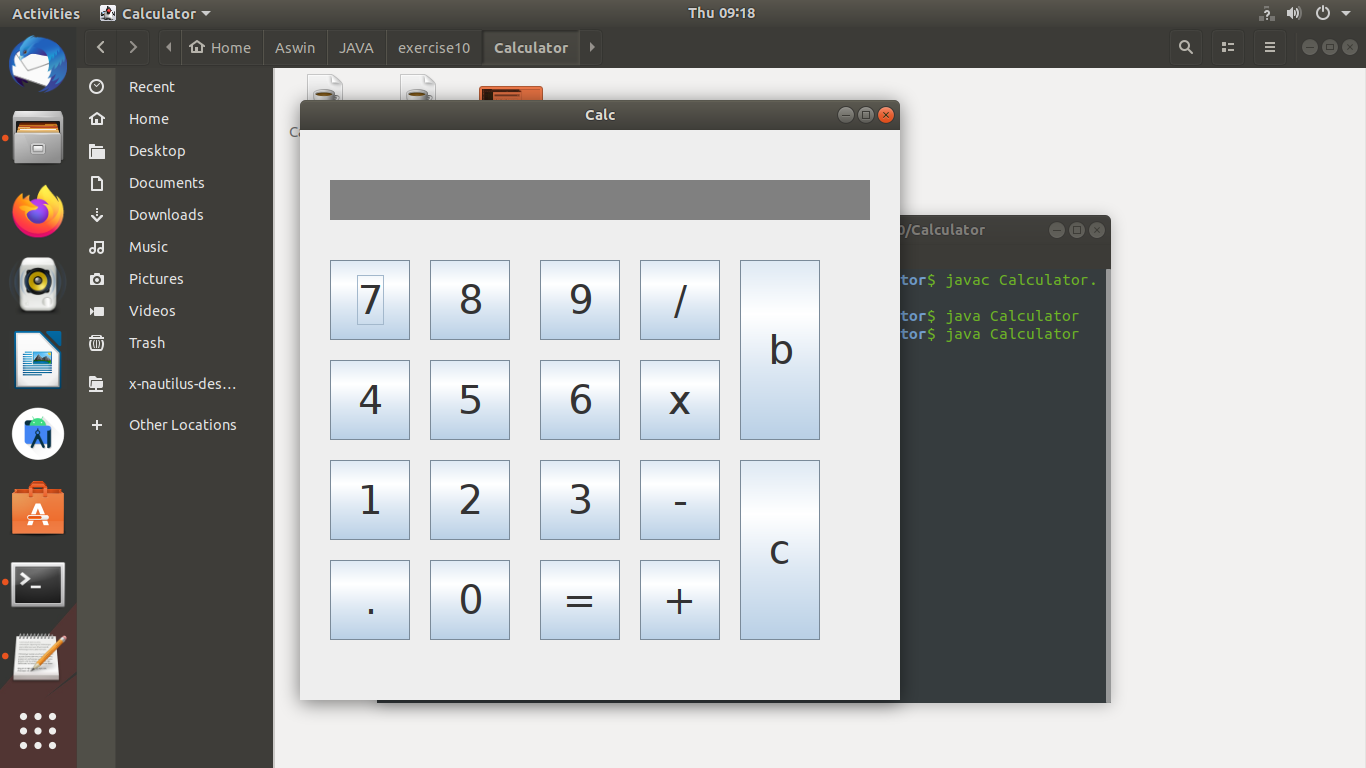 Activities Calculator Thu 09:18
Home Aswin JAVA exercise10 Calculator
Recent
Home
Desktop
Documents
Downloads
Music
Pictures
Videos
Trash
x-nautilus-des...
Other Locations
Calc
7 8 9 / b
4 5 6 x
1 2 3 - c
. 0 = +
/Calculator
tor$ javac Calculator.
tor$ java Calculator
tor$ java Calculator